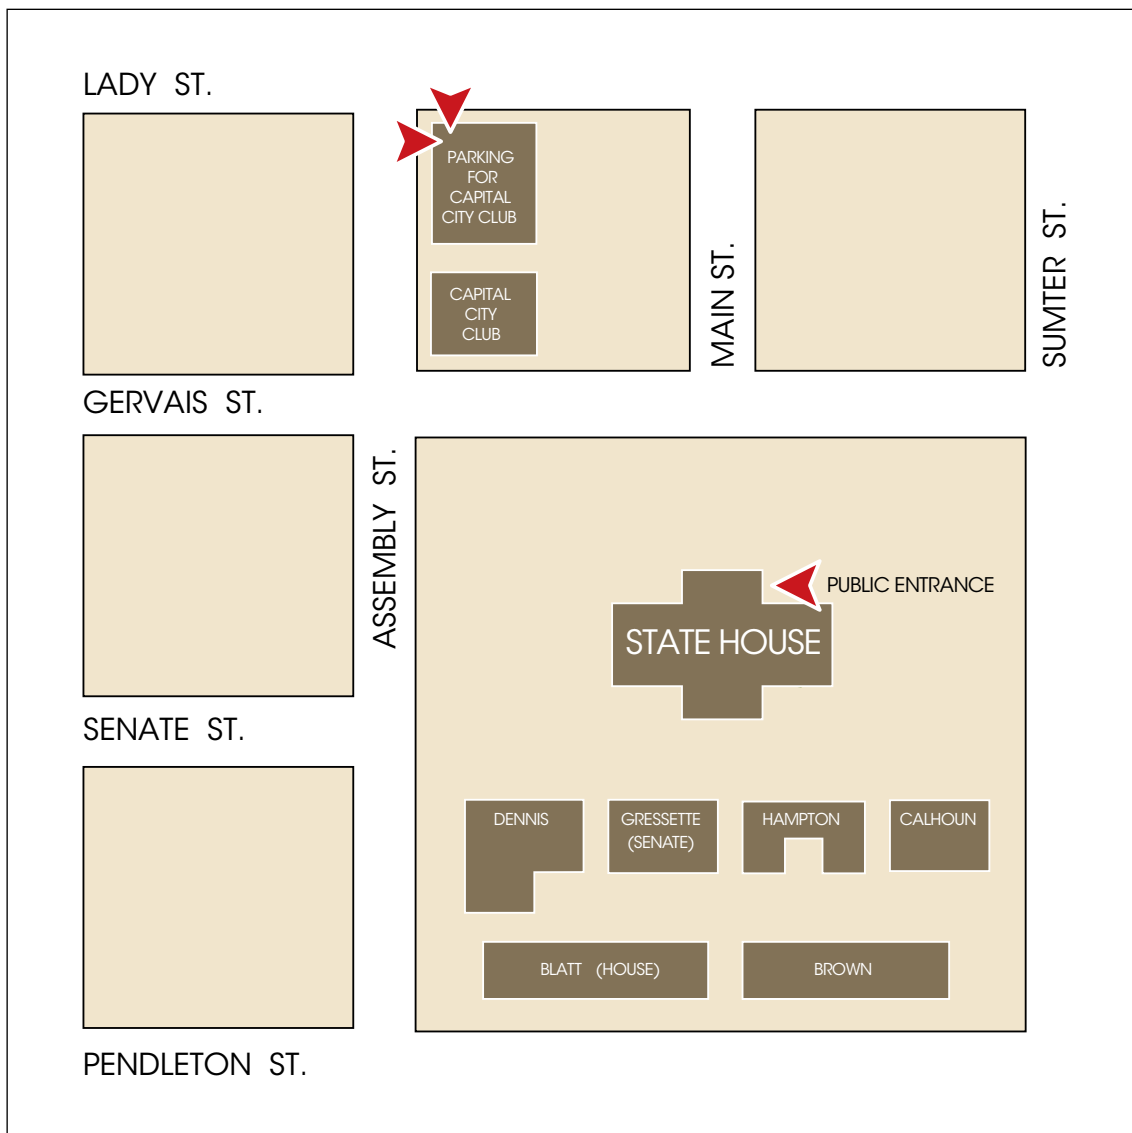 LADY ST.
PARKING
FOR
CAPITAL
CITY CLUB
CAPITAL
CITY
CLUB
MAIN ST.
SUMTER ST.
GERVAIS ST.
ASSEMBLY ST.
PUBLIC ENTRANCE
STATE HOUSE
SENATE ST.
DENNIS
GRESSETTE
(SENATE)
HAMPTON
CALHOUN
BLATT (HOUSE)
BROWN
PENDLETON ST.